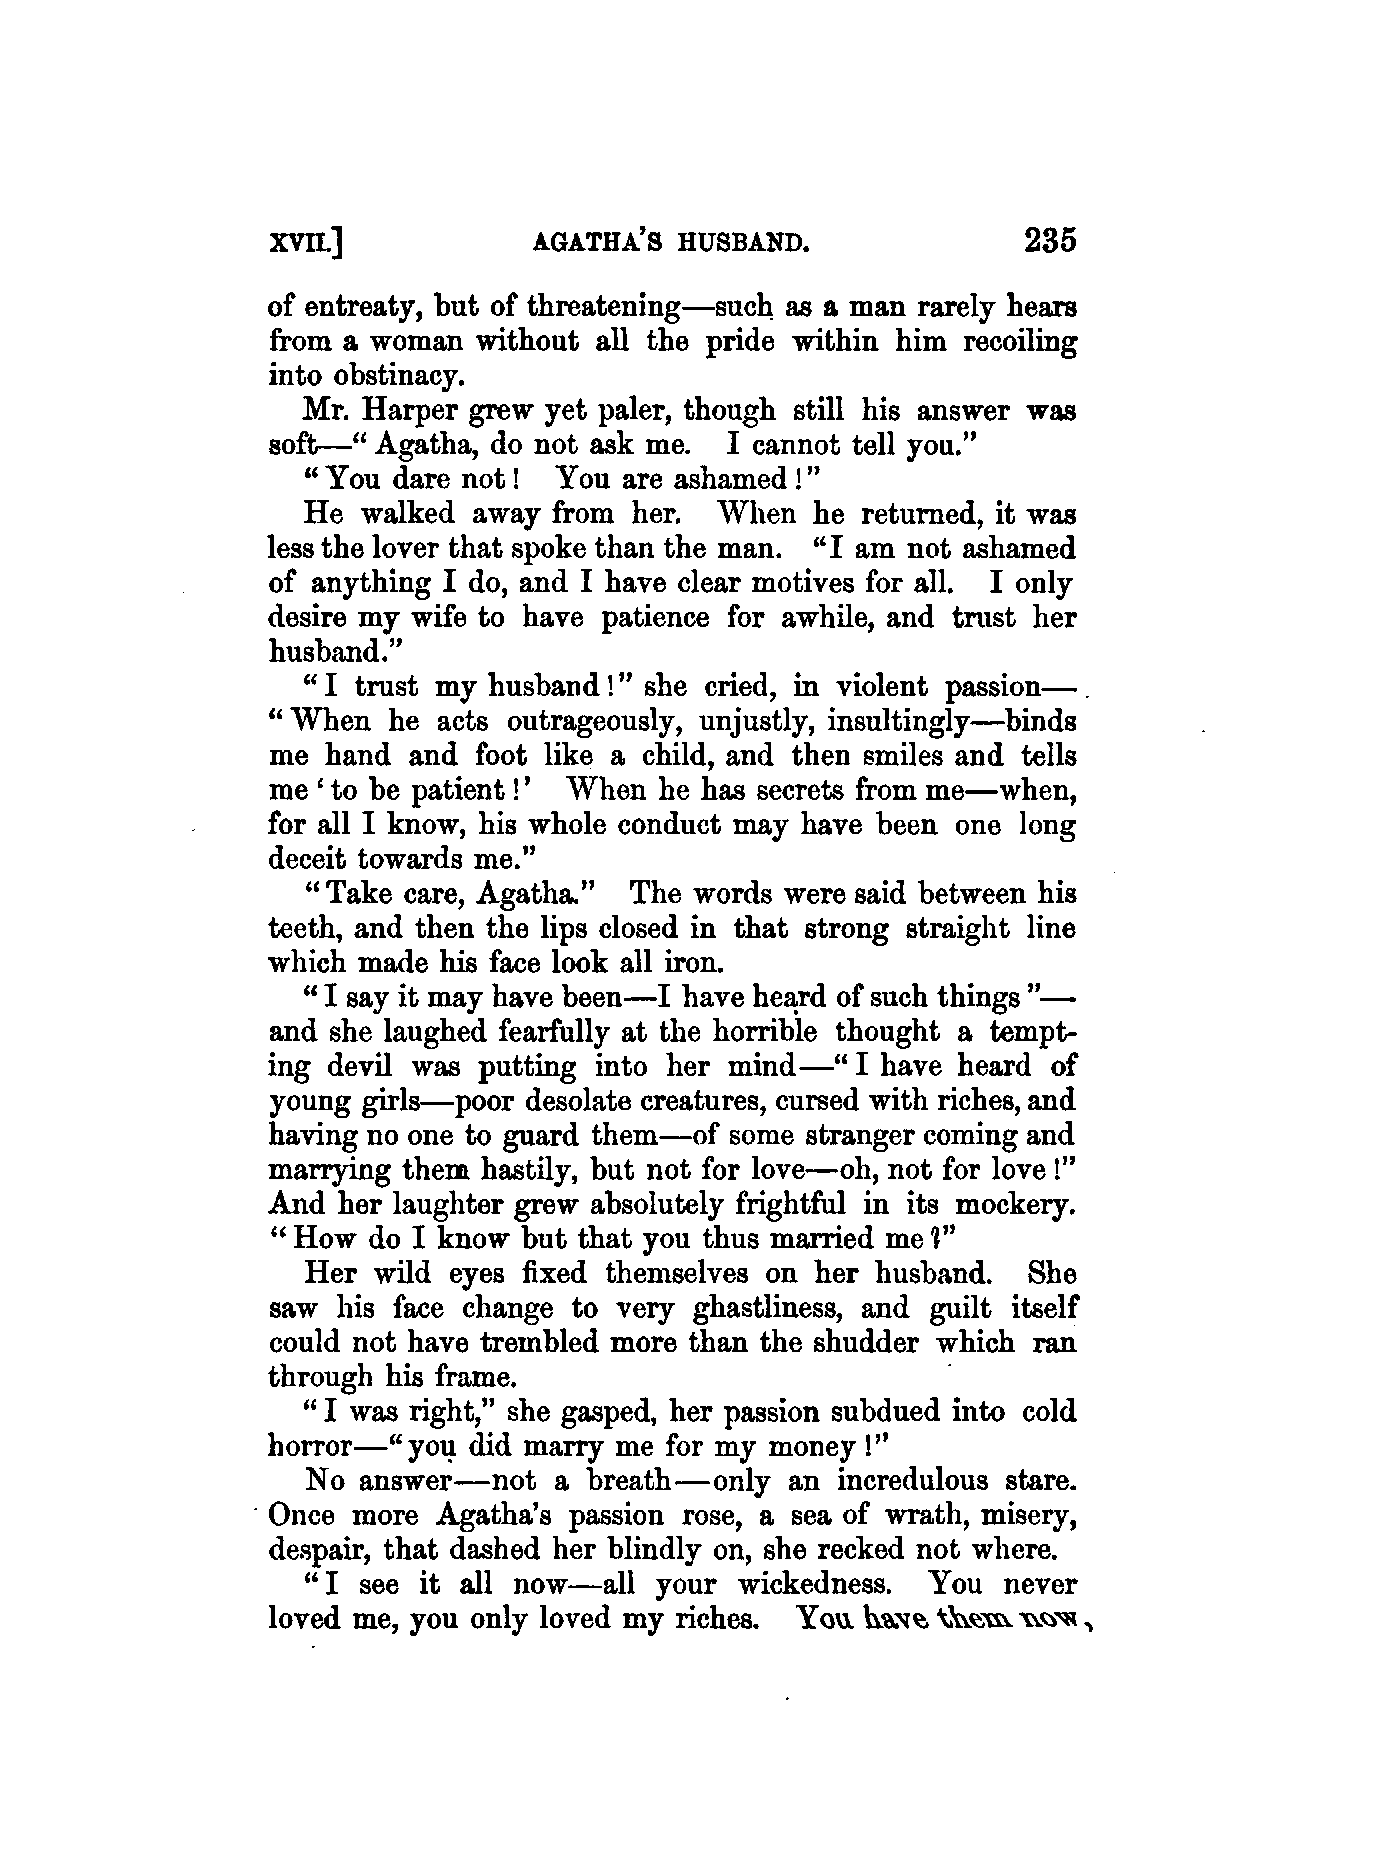 XVII.] AGATHA'S HUSBAND. 235
of entreaty, but of threatening—such as a man rarely hears
from a woman without all the pride within him recoiling
into obstinacy.
Mr. Harper grew yet paler, though still his answer was
soft—"Agatha, do not ask me. I cannot tell you."
"You dare not! You are ashamed!"
He walked away from her. When he returned, it was
less the lover that spoke than the man. "I am not ashamed
of anything I do, and I have clear motives for all. I only
desire my wife to have patience for awhile, and trust her
husband."
"I trust my husband!" she cried, in violent passion—
"When he acts outrageously, unjustly, insultingly—binds
me hand and foot like a child, and then smiles and tells
me 'to be patient!' When he has secrets from me—when,
for all I know, his whole conduct may have been one long
deceit towards me."
"Take care, Agatha." The words were said between his
teeth, and then the lips closed in that strong straight line
which made his face look all iron.
"I say it may have been—I have heard of such things"—
and she laughed fearfully at the horrible thought a tempt-
ing devil was putting into her mind—"I have heard of
young girls—poor desolate creatures, cursed with riches, and
having no one to guard them—of some stranger coming and
marrying them hastily, but not for love—oh, not for love!"
And her laughter grew absolutely frightful in its mockery.
"How do I know but that you thus married me?"
Her wild eyes fixed themselves on her husband. She
saw his face change to very ghastliness, and guilt itself
could not have trembled more than the shudder which ran
through his frame.
"I was right," she gasped, her passion subdued into cold
horror—"you did marry me for my money!"
No answer—not a breath—only an incredulous stare.
Once more Agatha's passion rose, a sea of wrath, misery,
despair, that dashed her blindly on, she recked not where.
"I see it all now—all your wickedness. You never
loved me, you only loved my riches. You have them now,